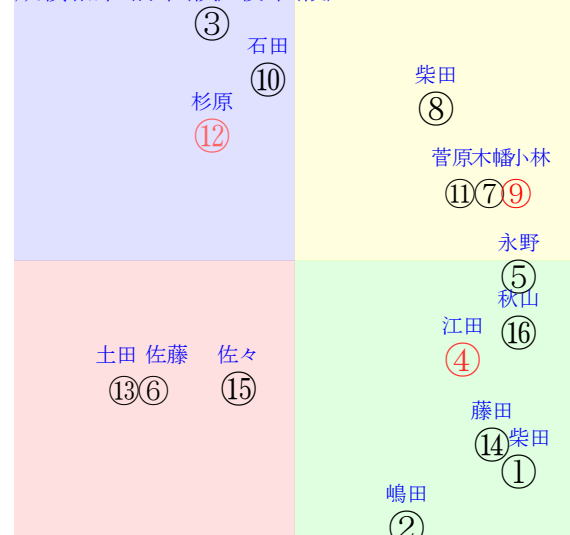 ③
石田
⑩
柴田
⑧
杉原
⑫
菅原木幡小林
⑪⑦⑨
永野
⑤
秋山
⑯
江田
④
土田 佐藤 佐々
⑬⑥ ⑮
藤田
⑭
柴田
①
嶋田
②